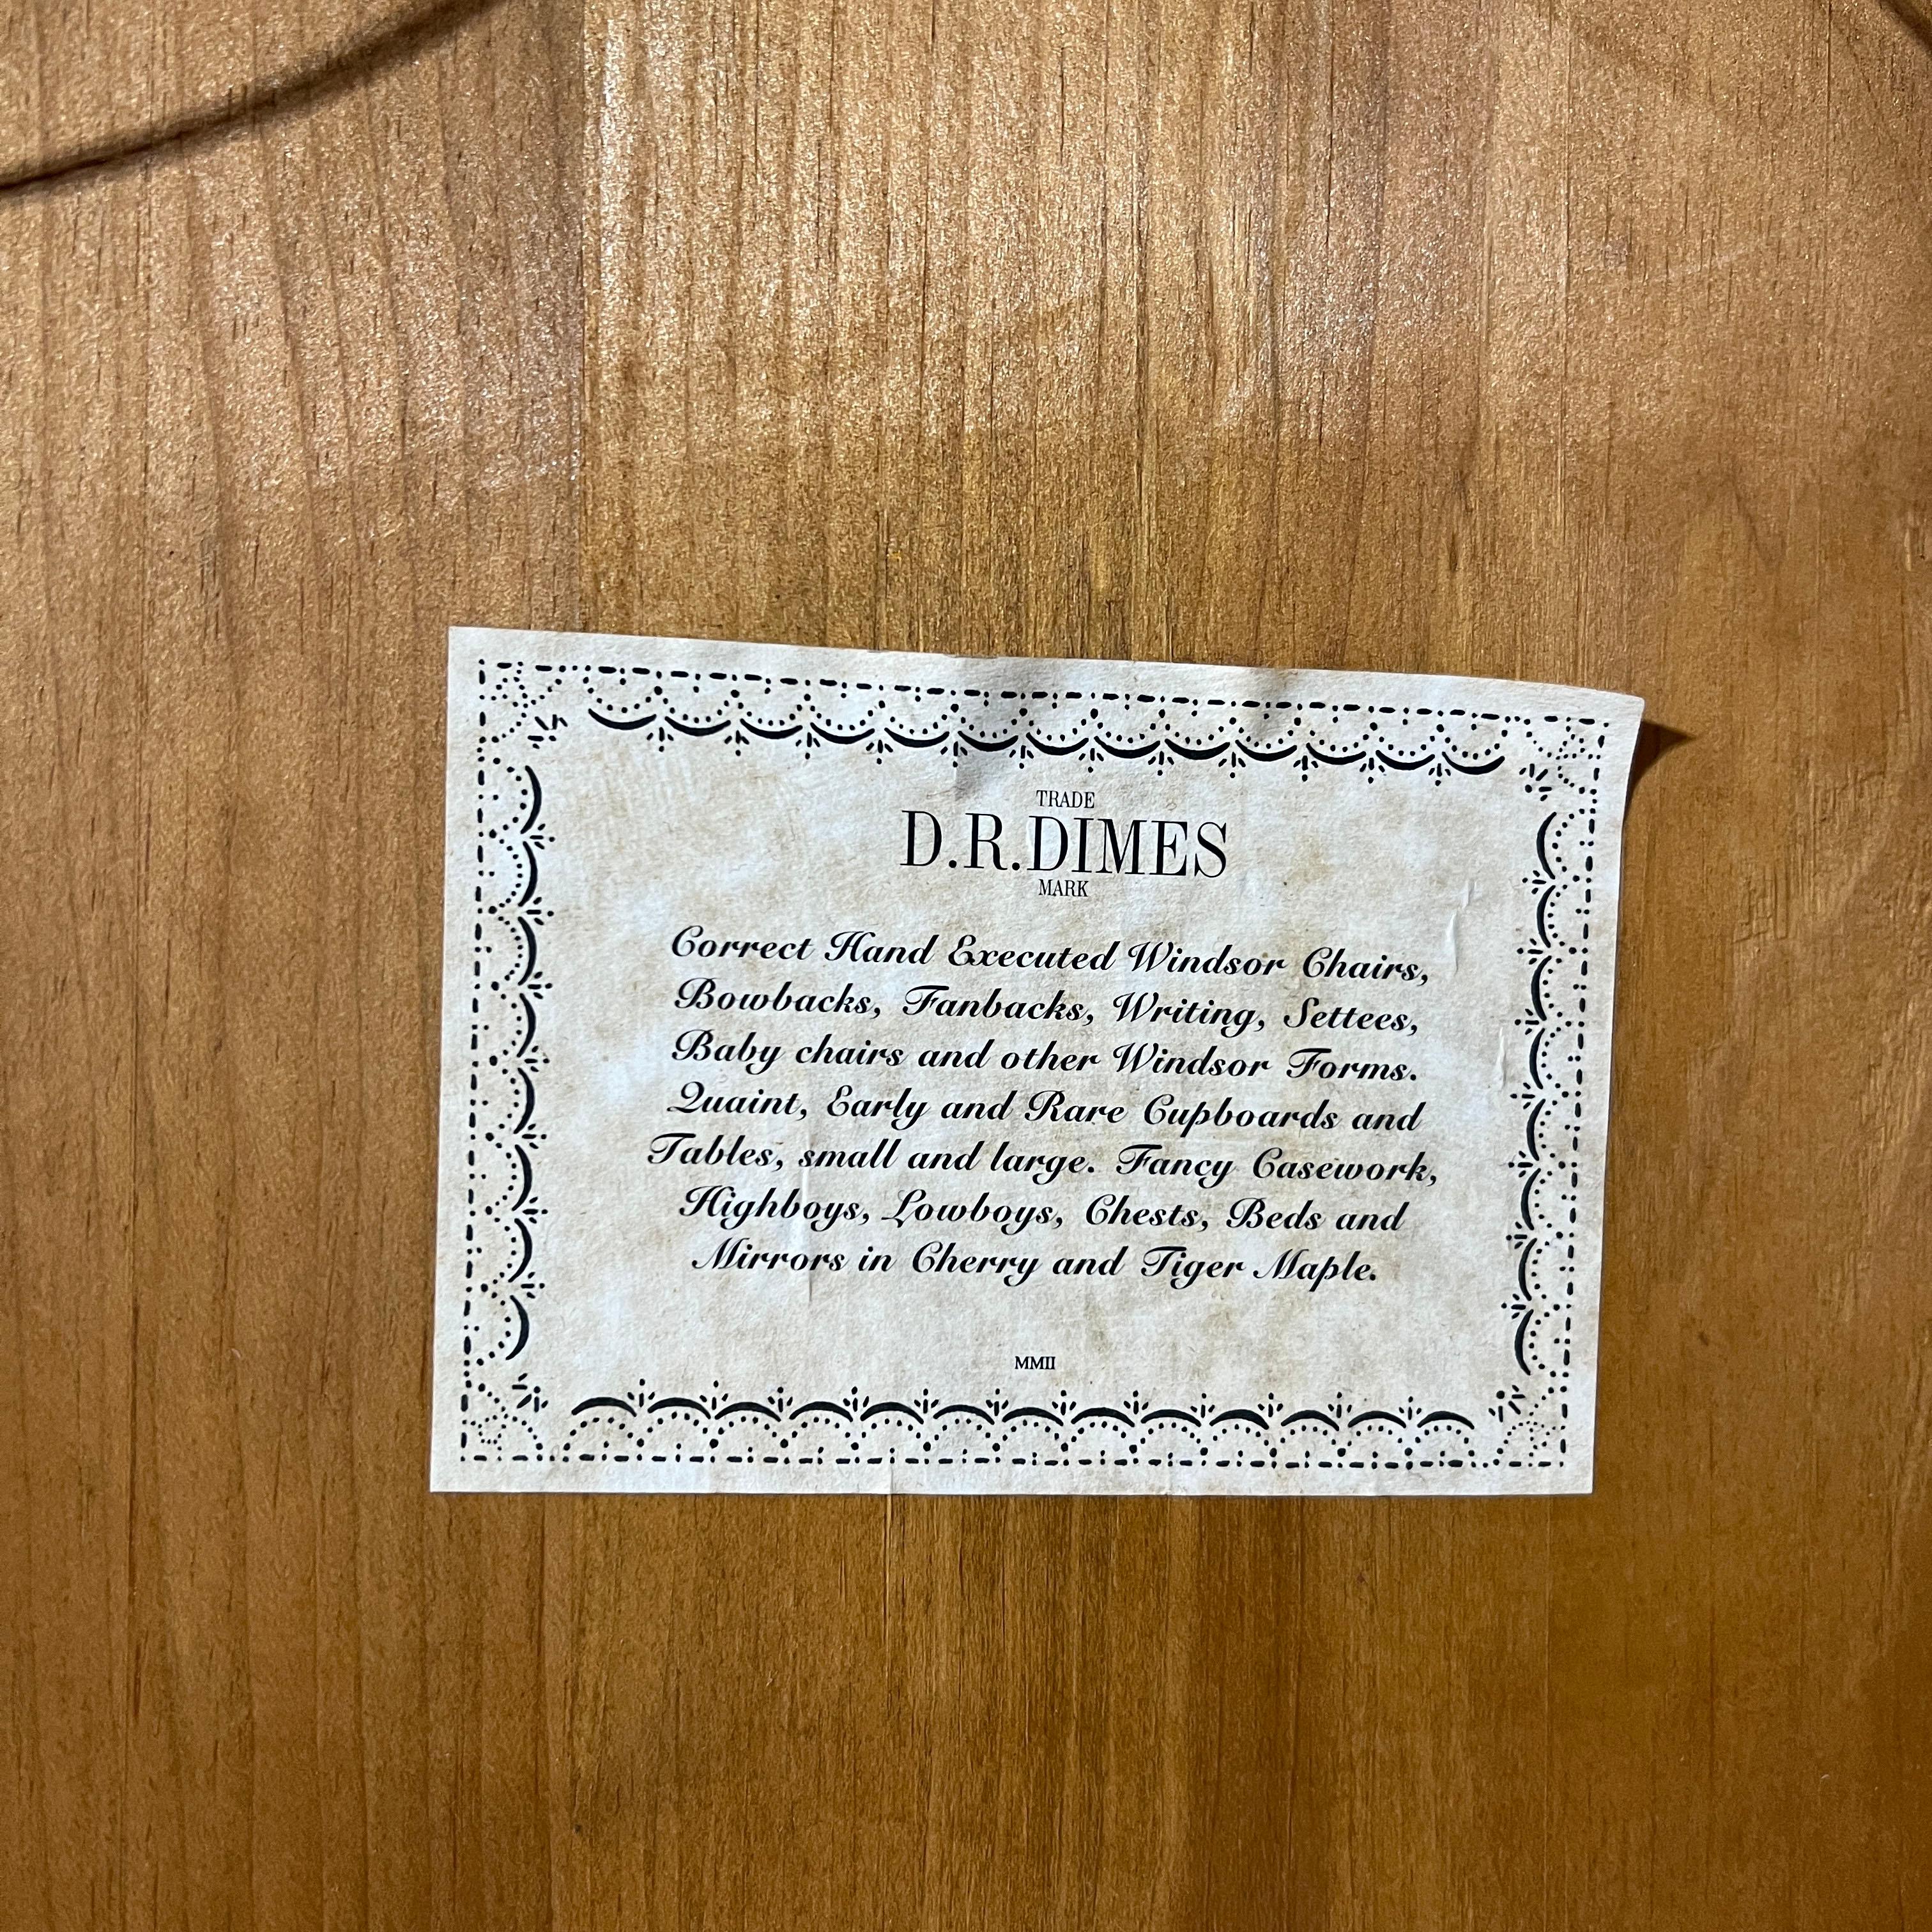 TRADE
D.R.DIMES
MARK
Correct Hand Executed Windsor Chairs,
Bowbacks, Fanbacks, Writing, Settees,
Baby chairs and other Windsor Forms.
Quaint, Early and Rare Cupboards and
Tables, small and large. Fancy Casework,
Highboys, Lowboys, Chests, Beds and
Mirrors in Cherry and Tiger Maple.
MMII